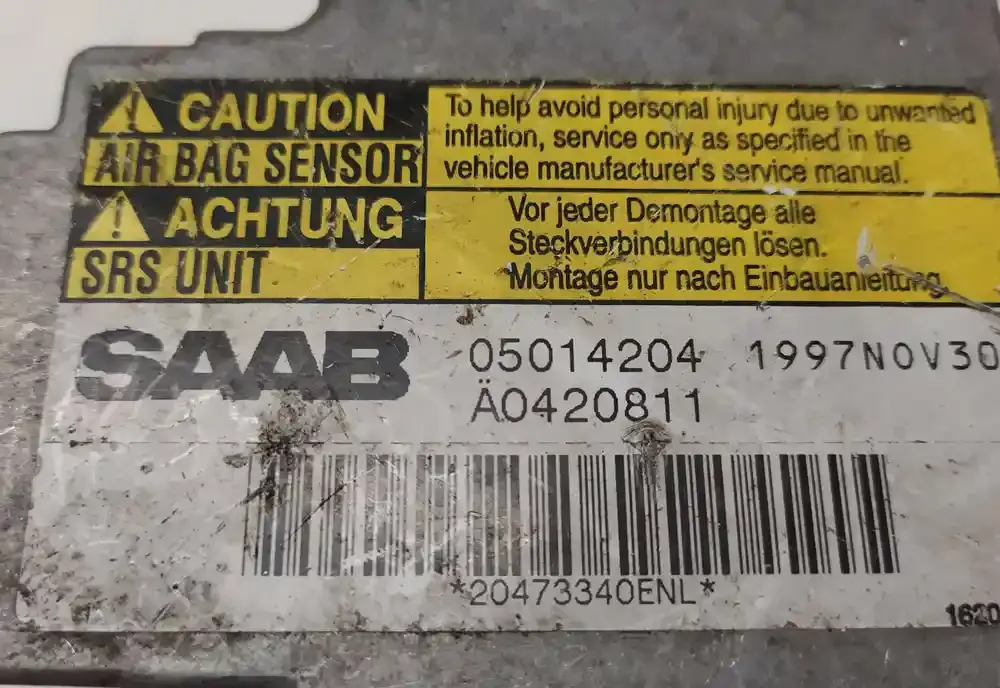 CAUTION
AIR BAG SENSOR
To help avoid personal injury due to unwanted
inflation, service only as specified in the
vehicle manufacturer's service manual.
ACHTUNG
SRS UNIT
Vor jeder Demontage alle
Steckverbindungen lösen.
Montage nur nach Einbauanleitung.
SAAB
05014204 1997NOV30
Ä0420811
*20473340ENL*
1620